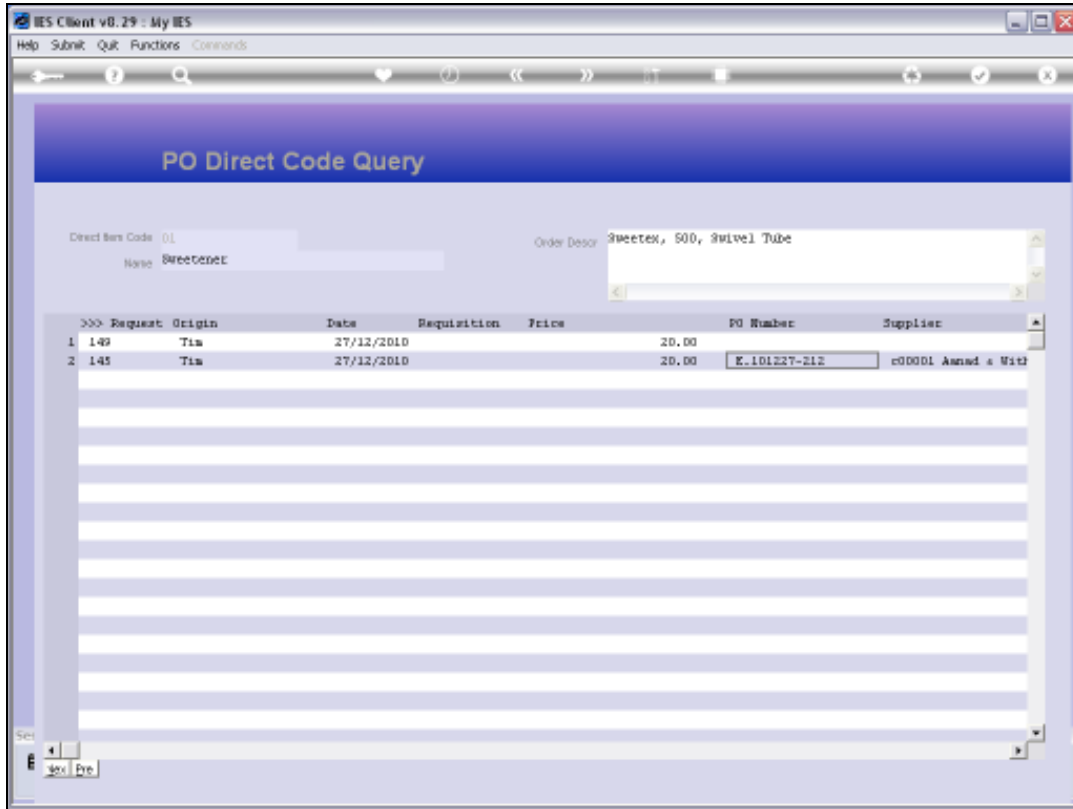 IES Client v8.29 : My IES
Help Submit Quit Functions Commands
PO Direct Code Query
Direct Item Code 01 Order Descr Sweetex, 500, Swivel Tube
Name Sweetener
>>> Request Origin Date Requisition Price PO Number Supplier
1 149 Tim 27/12/2010 20.00
2 145 Tim 27/12/2010 20.00 K.101227-212 c00001 Amnad & With
Pre